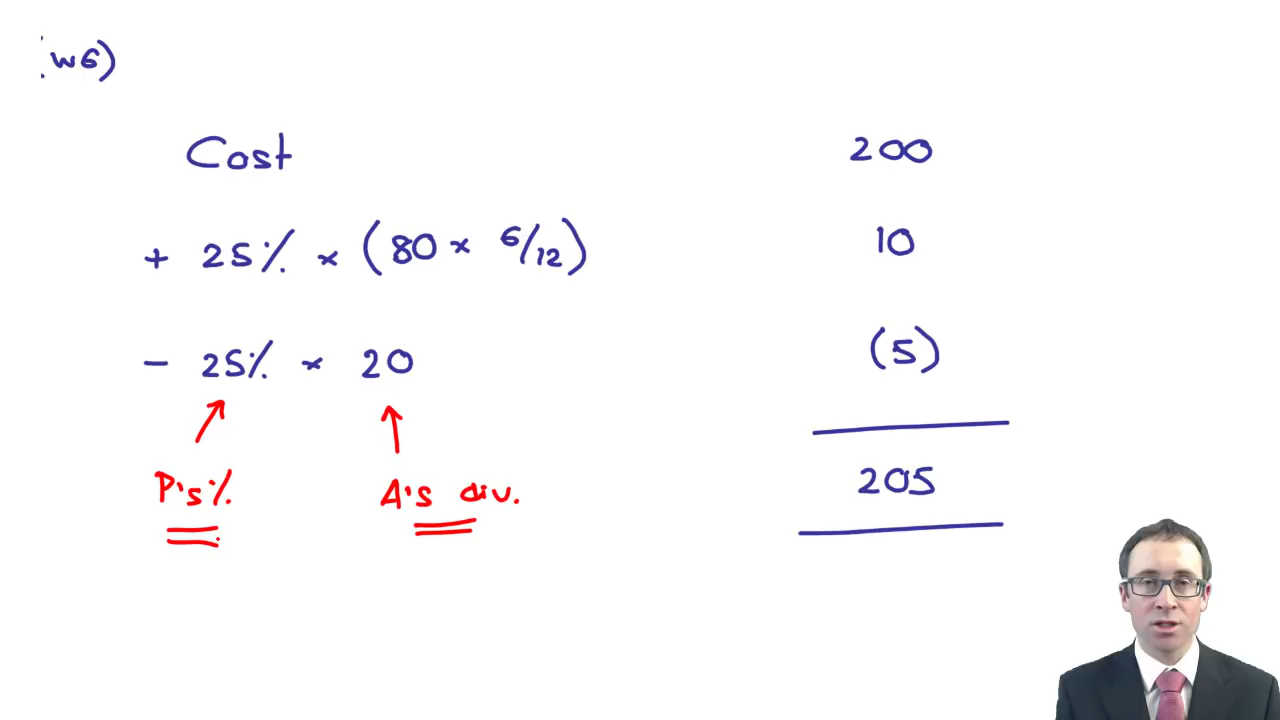 (w6)
Cost 200
+ 25% × (80 × 6/12) 10
- 25% × 20 (5)
P's% A's div. 205